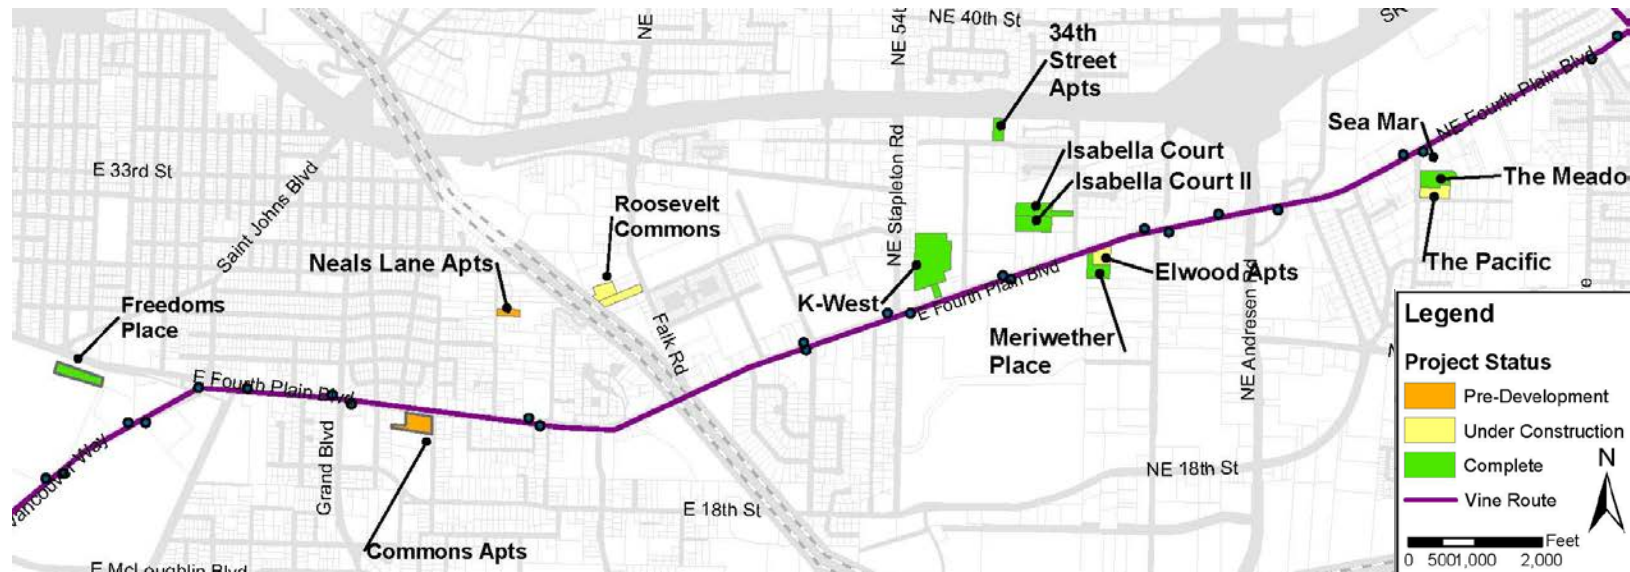 NE 40th St
NE
NE 54t
SR
34th
Street
Apts
NE Fourth Plain Blvd
Sea Mar
E 33rd St
Saint Johns Blvd
NE Stapleton Rd
Isabella Court
Isabella Court II
The Meado
Roosevelt
Commons
Neals Lane Apts
Freedoms
Place
K-West
E Fourth Plain Blvd
Elwood Apts
The Pacific
Meriwether
Place
NE Andresen Rd
Falk Rd
E Fourth Plain Blvd
Grand Blvd
Vancouver Way
Commons Apts
E 18th St
NE 18th St
E McLoughlin Blvd
Legend
Project Status
Pre-Development
Under Construction
Complete
Vine Route
N
Feet
0 500 1,000 2,000